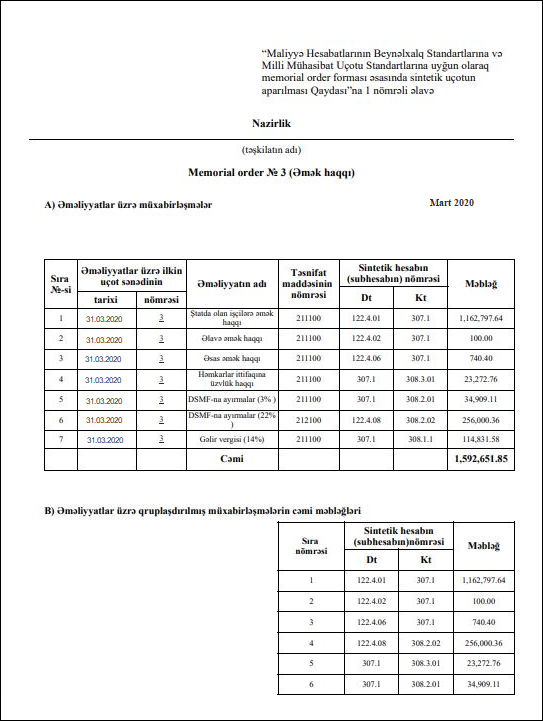 “Maliyyə Hesabatlarının Beynəlxalq Standartlarına və
Milli Mühasibat Uçotu Standartlarına uyğun olaraq
memorial order forması əsasında sintetik uçotun
aparılması Qaydası”na 1 nömrəli əlavə
Nazirlik
(təşkilatın adı)
Memorial order № 3 (Əmək haqqı)
A) Əməliyyatlar üzrə müxabirləşmələr
Mart 2020
Sıra №-si Əməliyyatlar üzrə ilkin uçot sənədinin Əməliyyatın adı Təsnifat maddəsinin nömrəsi Sintetik hesabın (subhesabın) nömrəsi Məbləğ
tarixi nömrəsi Dt Kt
1 31.03.2020 3 Ştatda olan işçilərə əmək haqqı 211100 122.4.01 307.1 1,162,797.64
2 31.03.2020 3 Əlavə əmək haqqı 211100 122.4.02 307.1 100.00
3 31.03.2020 3 Əsas əmək haqqı 211100 122.4.06 307.1 740.40
4 31.03.2020 3 Həmkarlar ittifaqına üzvlük haqqı 211100 307.1 308.3.01 23,272.76
5 31.03.2020 3 DSMF-na ayırmalar (3% ) 211100 307.1 308.2.01 34,909.11
6 31.03.2020 3 DSMF-na ayırmalar (22% ) 212100 122.4.08 308.2.02 256,000.36
7 31.03.2020 3 Gəlir vergisi (14%) 211100 307.1 308.1.1 114,831.58
Cəmi 1,592,651.85
B) Əməliyyatlar üzrə qruplaşdırılmış müxabirləşmələrin cəmi məbləğləri
Sıra nömrəsi Sintetik hesabın (subhesabın)nömrəsi Məbləğ
Dt Kt
1 122.4.01 307.1 1,162,797.64
2 122.4.02 307.1 100.00
3 122.4.06 307.1 740.40
4 122.4.08 308.2.02 256,000.36
5 307.1 308.3.01 23,272.76
6 307.1 308.2.01 34,909.11